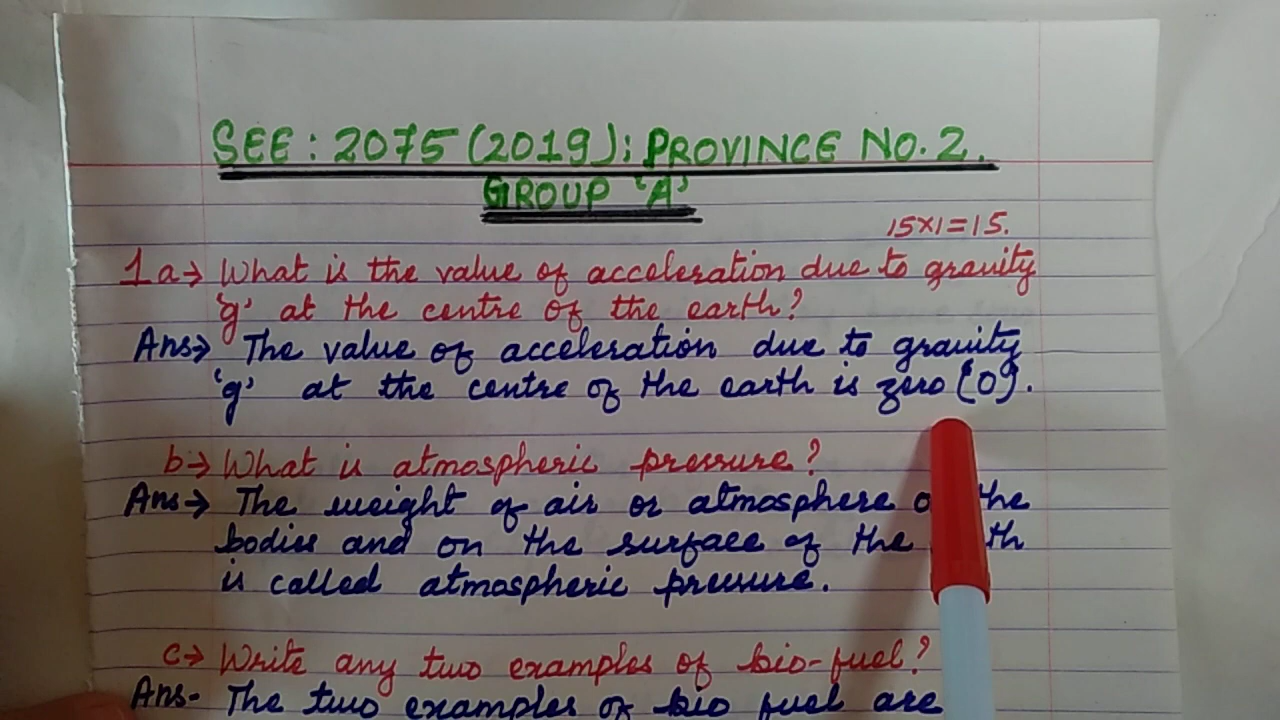 SEE : 2075 (2019) ; PROVINCE NO. 2.
GROUP 'A'
15×1=15.
1 a→ What is the value of acceleration due to gravity
'g' at the centre of the earth?
Ans→ The value of acceleration due to gravity
'g' at the centre of the earth is zero (0).
b→ What is atmospheric pressure?
Ans→ The weight of air or atmosphere the
bodies and on the surface of the
is called atmospheric pressure.
c→ Write any two examples of bio-fuel?
Ans- The two examples of bio fuel are